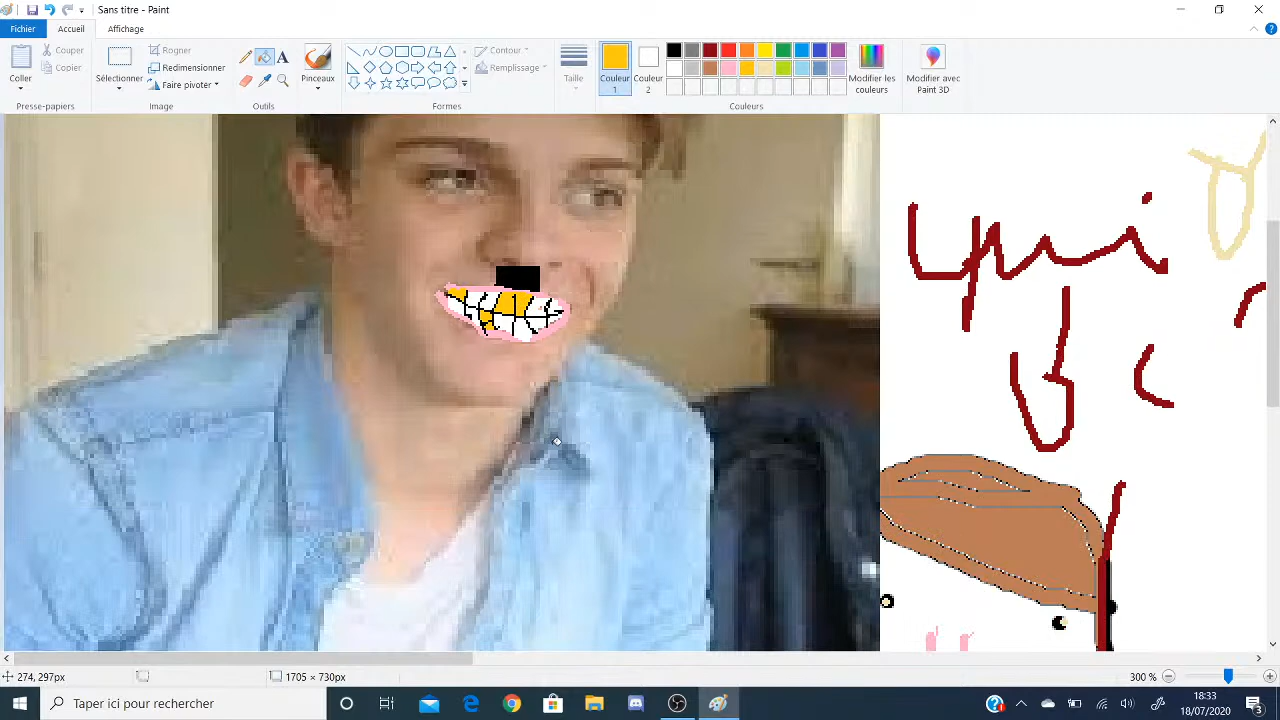 Sans titre - Paint
Fichier
Accueil
Affichage
Coller
Couper
Presse-papiers
Sélectionner
Rogner
Redimensionner
Faire pivoter
Image
A
Outils
Pinceaux
Contour
Remplissage
Formes
Taille
Couleur
1
Couleur
2
Couleurs
Modifier les
couleurs
Modifier avec
Paint 3D
274, 297px
1705 × 730px
300 %
Taper ici pour rechercher
18:33
18/07/2020
3